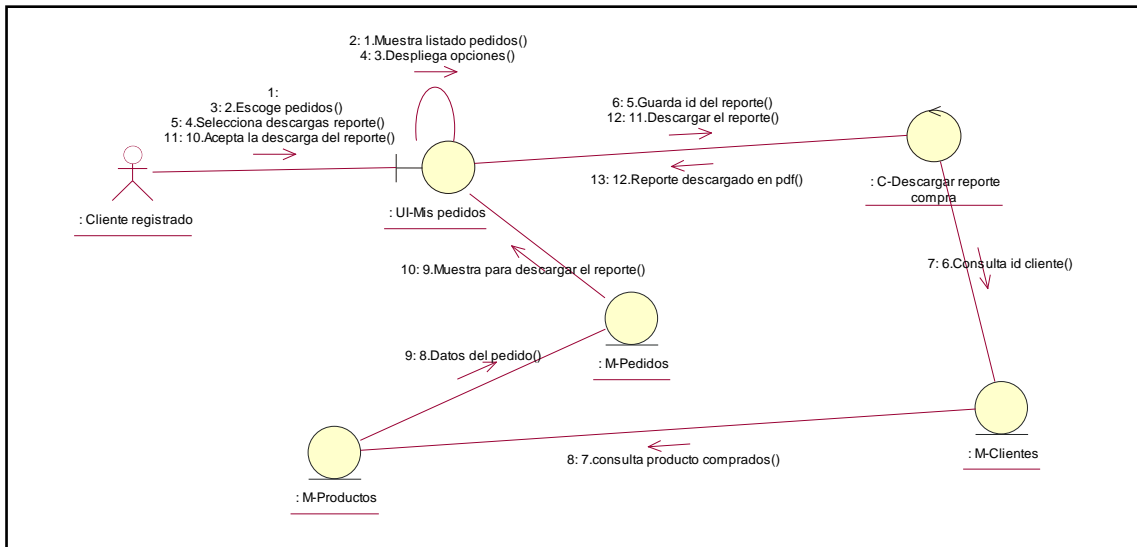 2: 1.Muestra listado pedidos()
4: 3.Despliega opciones()
1:
3: 2.Escoge pedidos()
5: 4.Selecciona descargas reporte()
11: 10.Acepta la descarga del reporte()
6: 5.Guarda id del reporte()
12: 11.Descargar el reporte()
13: 12.Reporte descargado en pdf()
: Cliente registrado
: UI-Mis pedidos
: C-Descargar reporte
compra
10: 9.Muestra para descargar el reporte()
7: 6.Consulta id cliente()
9: 8.Datos del pedido()
: M-Pedidos
8: 7.consulta producto comprados()
: M-Clientes
: M-Productos